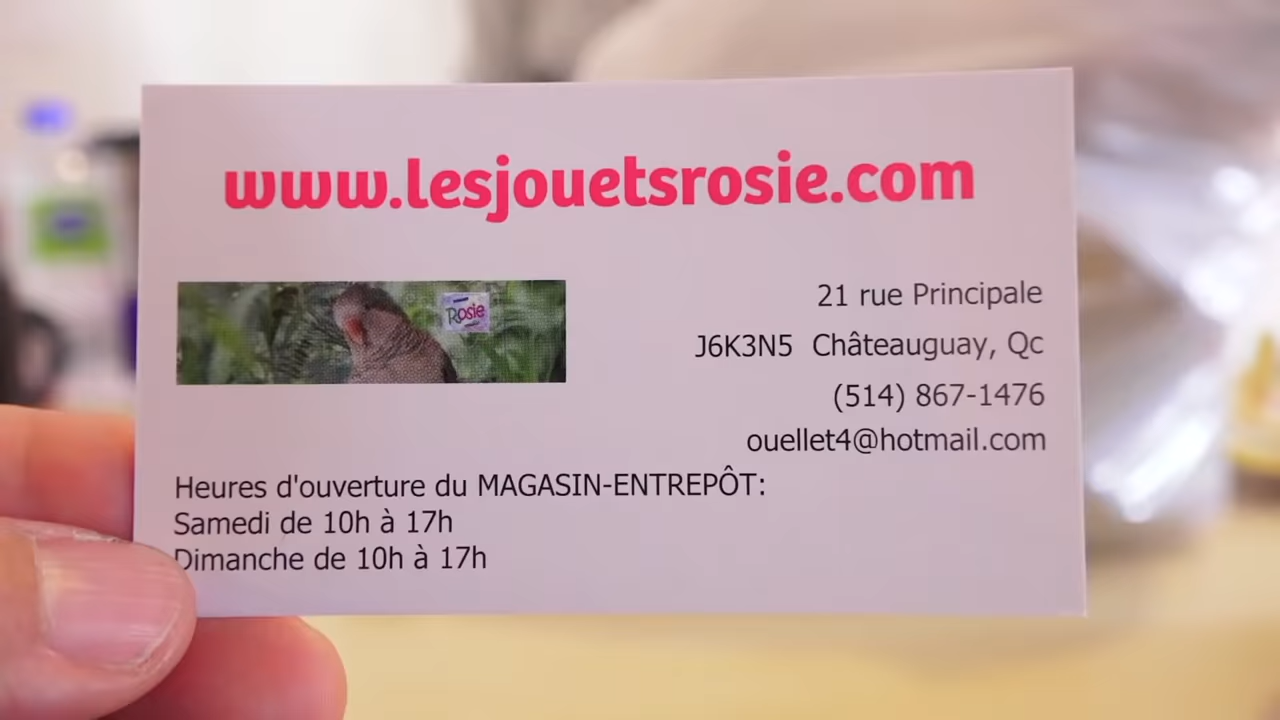 www.lesjouetsrosie.com
Rosie
21 rue Principale
J6K3N5 Châteauguay, Qc
(514) 867-1476
ouellet4@hotmail.com
Heures d'ouverture du MAGASIN-ENTREPÔT:
Samedi de 10h à 17h
Dimanche de 10h à 17h